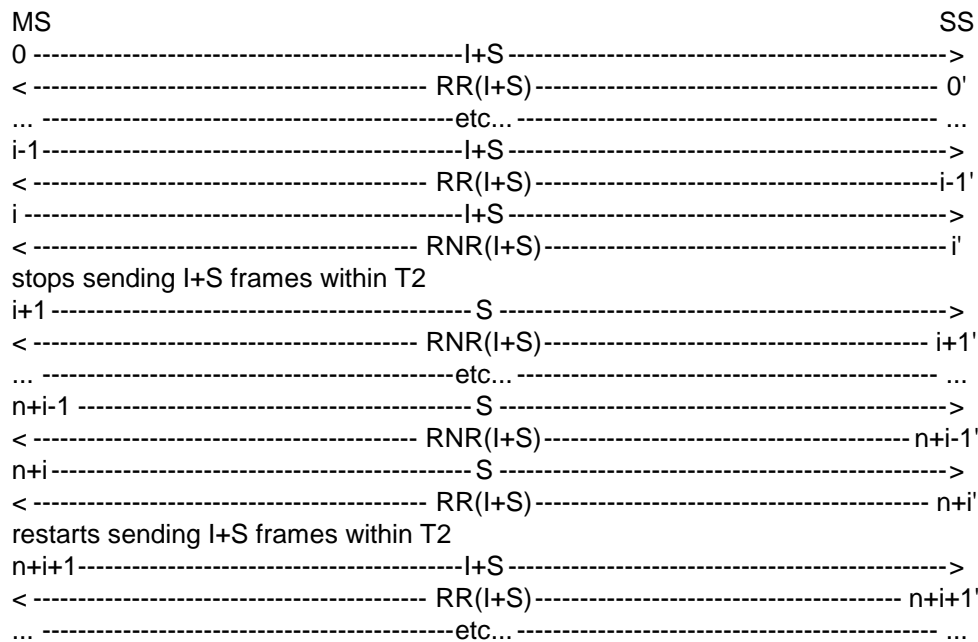 MS SS
0 ----------------------------------------------I+S ------------------------------------------------>
< ------------------------------------------- RR(I+S) ------------------------------------------- 0'
... ---------------------------------------------etc... --------------------------------------------- ...
i-1----------------------------------------------I+S ------------------------------------------------>
< ------------------------------------------- RR(I+S) -------------------------------------------i-1'
i -----------------------------------------------I+S ------------------------------------------------>
< ------------------------------------------ RNR(I+S)-------------------------------------------- i'
stops sending I+S frames within T2
i+1 --------------------------------------------- S ------------------------------------------------->
< ------------------------------------------ RNR(I+S)------------------------------------------ i+1'
... ---------------------------------------------etc... --------------------------------------------- ...
n+i-1 ------------------------------------------- S ------------------------------------------------->
< ------------------------------------------ RNR(I+S)---------------------------------------- n+i-1'
n+i --------------------------------------------- S ------------------------------------------------->
< ------------------------------------------- RR(I+S) ------------------------------------------ n+i'
restarts sending I+S frames within T2
n+i+1------------------------------------------I+S ------------------------------------------------>
< ------------------------------------------- RR(I+S) --------------------------------------- n+i+1'
... ---------------------------------------------etc... --------------------------------------------- ...